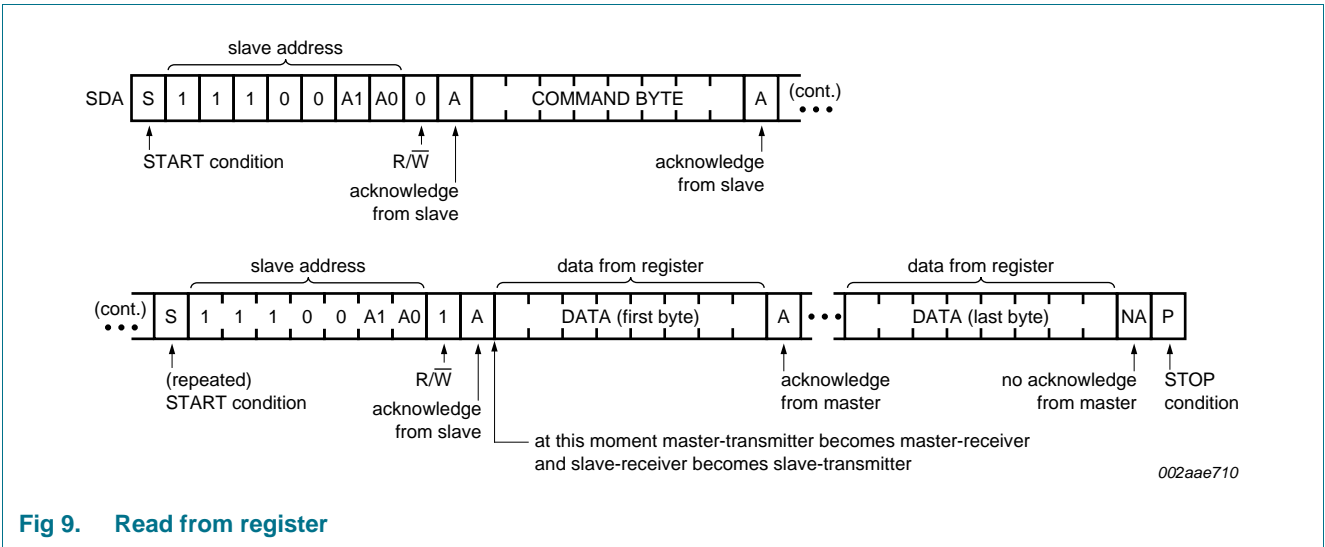 slave address
SDA S 1 1 1 0 0 A1 A0 0 A COMMAND BYTE A (cont.)
START condition
R/W
acknowledge
from slave
acknowledge
from slave
slave address
data from register
data from register
(cont.) S 1 1 1 0 0 A1 A0 1 A DATA (first byte) A DATA (last byte) NA P
(repeated)
START condition
R/W
acknowledge
from slave
acknowledge
from master
no acknowledge
from master
STOP
condition
at this moment master-transmitter becomes master-receiver
and slave-receiver becomes slave-transmitter
002aae710
Fig 9. Read from register